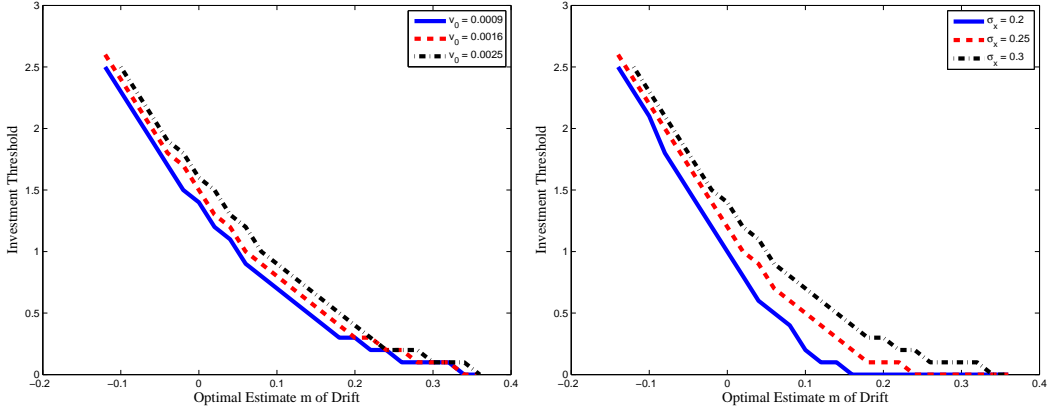 3
2.5
2
1.5
1
0.5
0
Investment Threshold
−0.2
−0.1
0
0.1
0.2
0.3
0.4
Optimal Estimate m of Drift
v0 = 0.0009
v0 = 0.0016
v0 = 0.0025
3
2.5
2
1.5
1
0.5
0
Investment Threshold
−0.2
−0.1
0
0.1
0.2
0.3
0.4
Optimal Estimate m of Drift
σx = 0.2
σx = 0.25
σx = 0.3